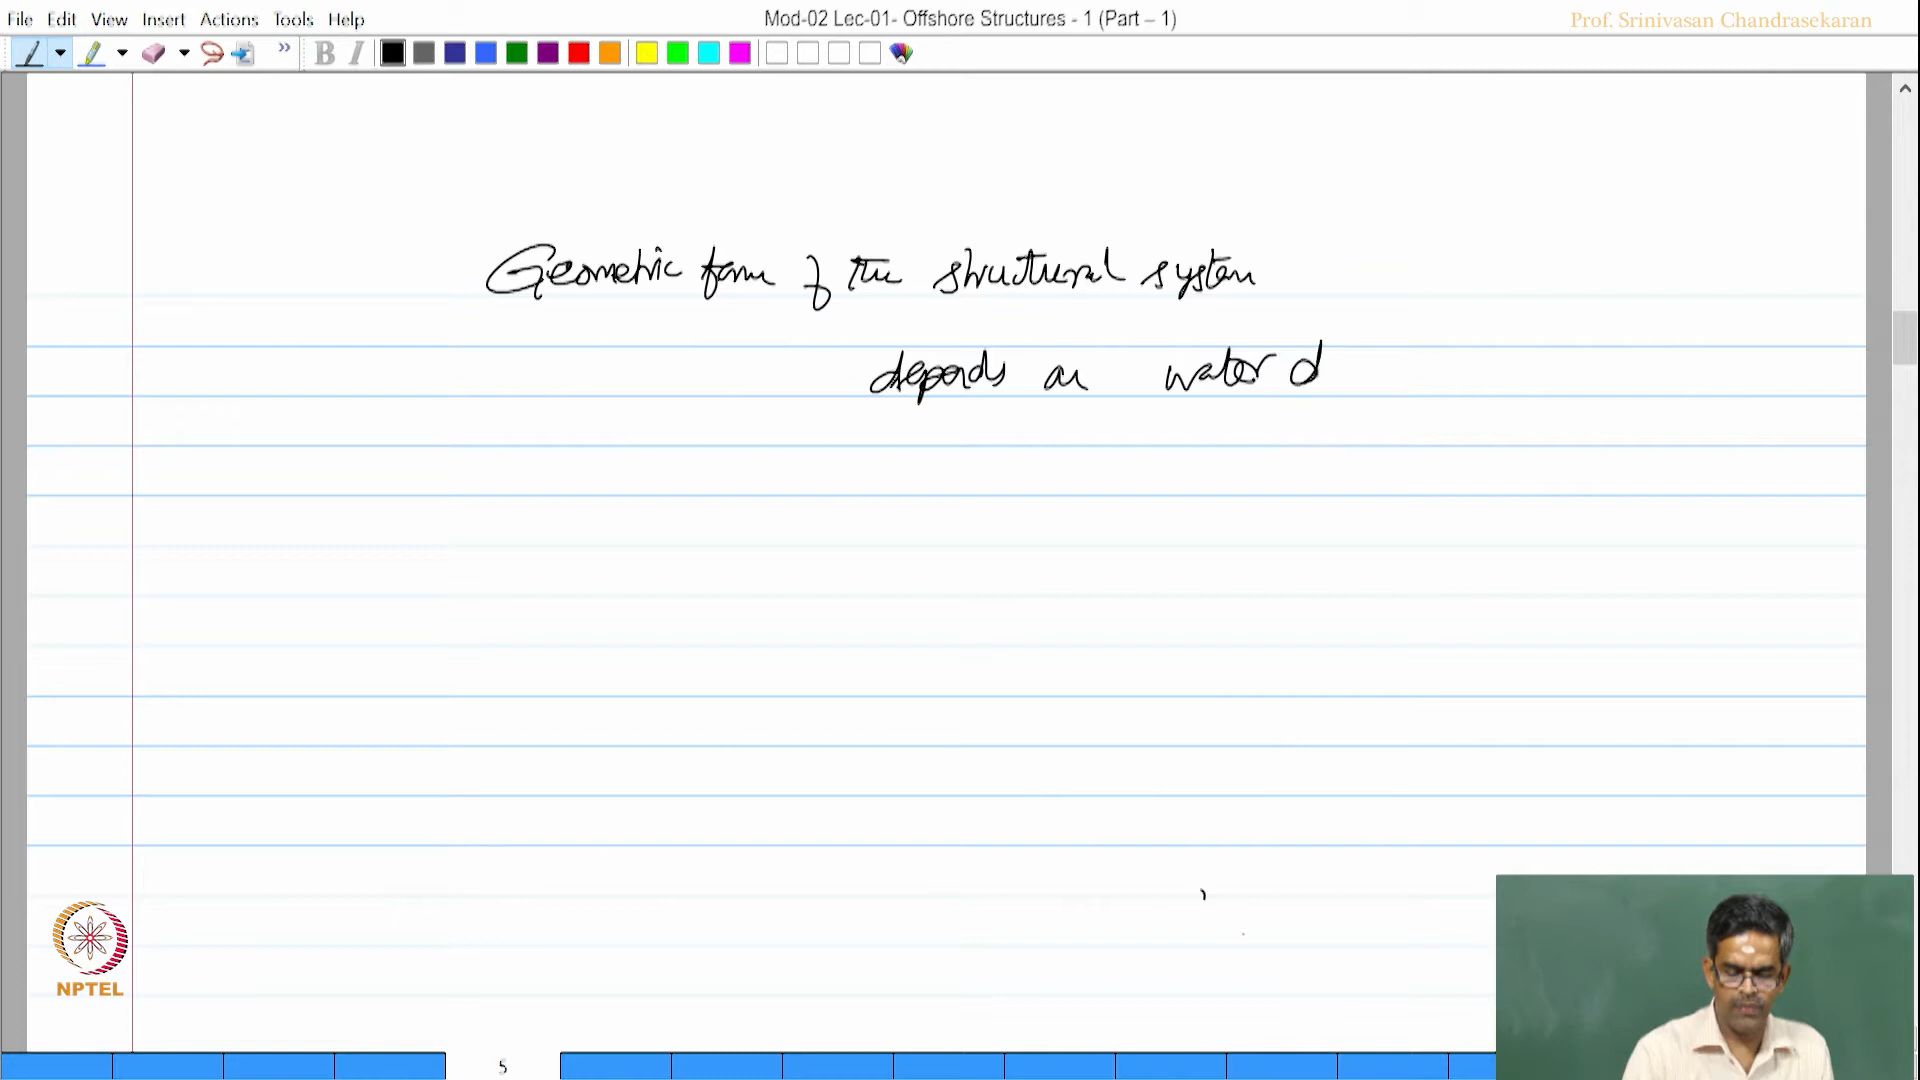 File Edit View Insert Actions Tools Help
Mod-02 Lec-01- Offshore Structures - 1 (Part – 1)
Prof. Srinivasan Chandrasekaran
B I
Geometric form of the structural system
depends on water d
NPTEL
5